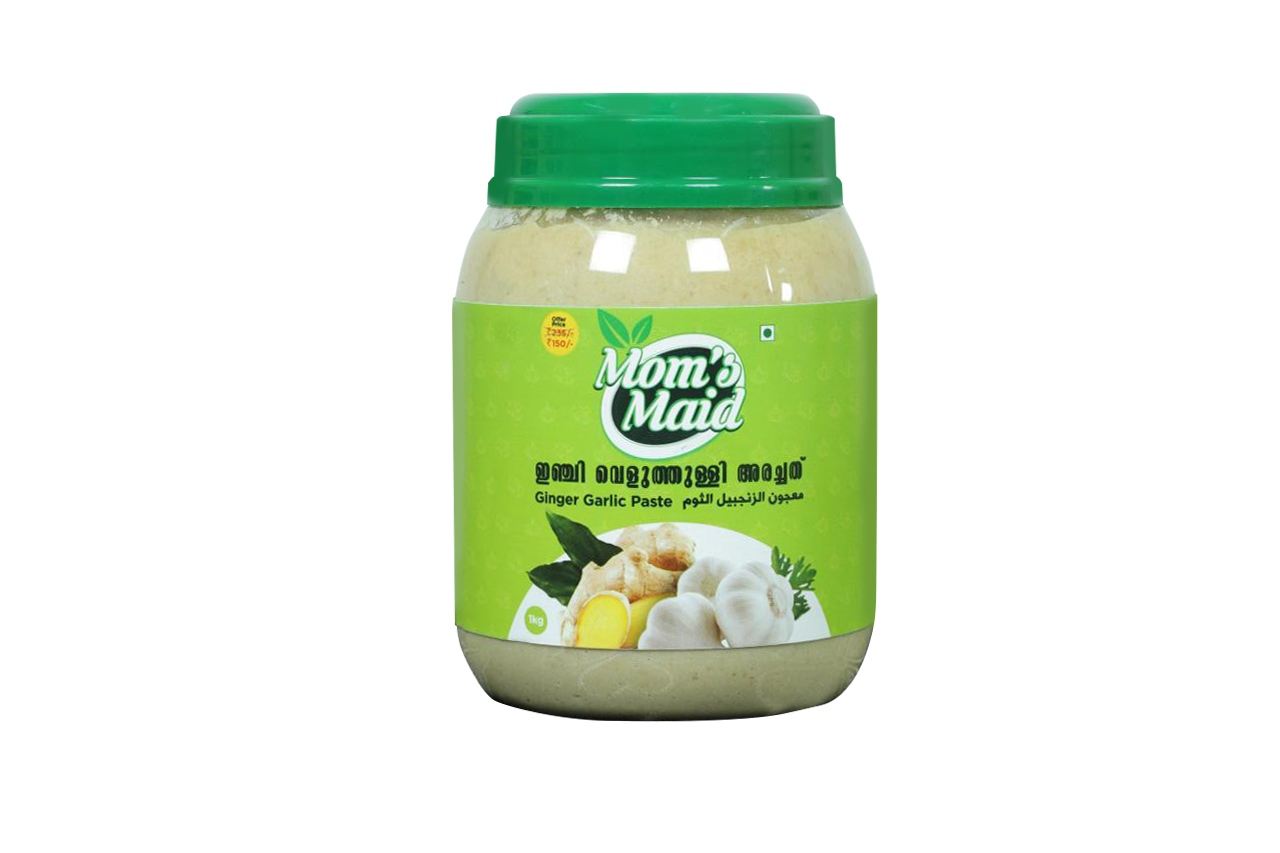 Offer
Price
₹235/-
₹150/-
Mom's
Maid
ഇഞ്ചി വെളുത്തുള്ളി അരച്ചത്
Ginger Garlic Paste معجون الزنجبيل الثوم
1kg